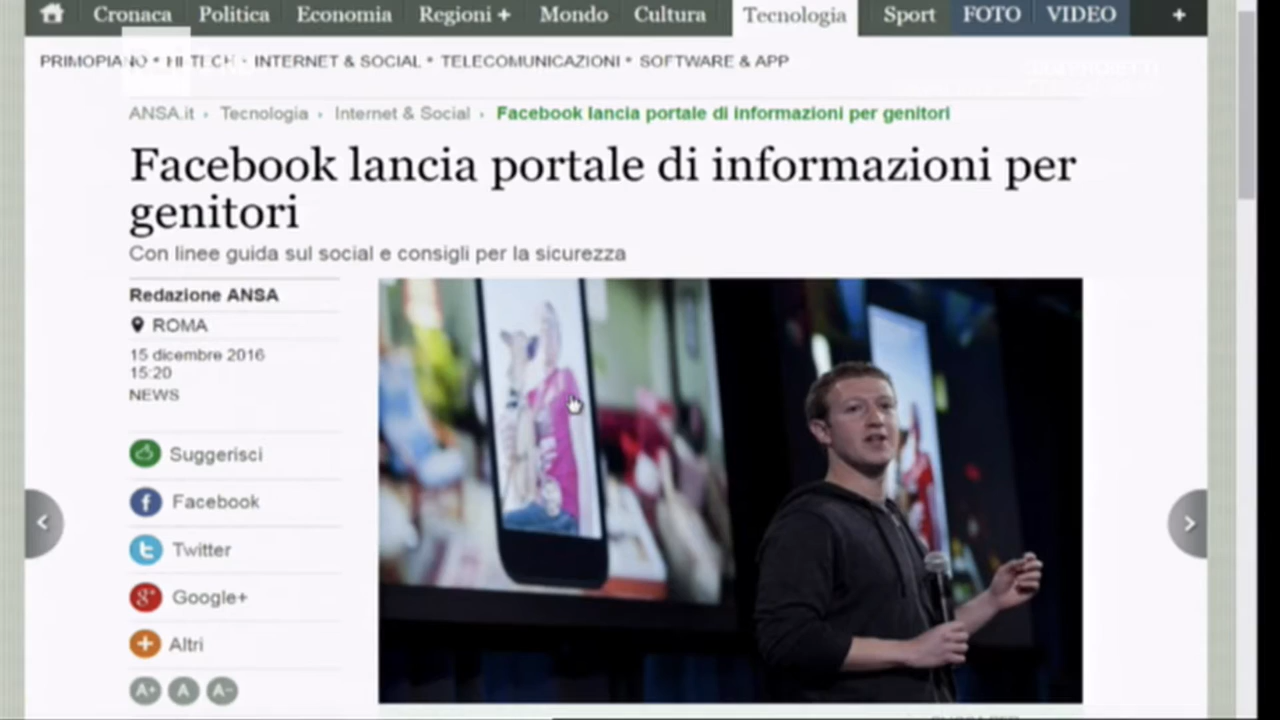 Cronaca Politica Economia Regioni + Mondo Cultura Tecnologia Sport FOTO VIDEO +
PRIMOPIANO • HI TECH • INTERNET & SOCIAL • TELECOMUNICAZIONI • SOFTWARE & APP
ANSA.it › Tecnologia › Internet & Social › Facebook lancia portale di informazioni per genitori
Facebook lancia portale di informazioni per
genitori
Con linee guida sul social e consigli per la sicurezza
Redazione ANSA
ROMA
15 dicembre 2016
15:20
NEWS
Suggerisci
Facebook
Twitter
Google+
Altri
A+ A A-